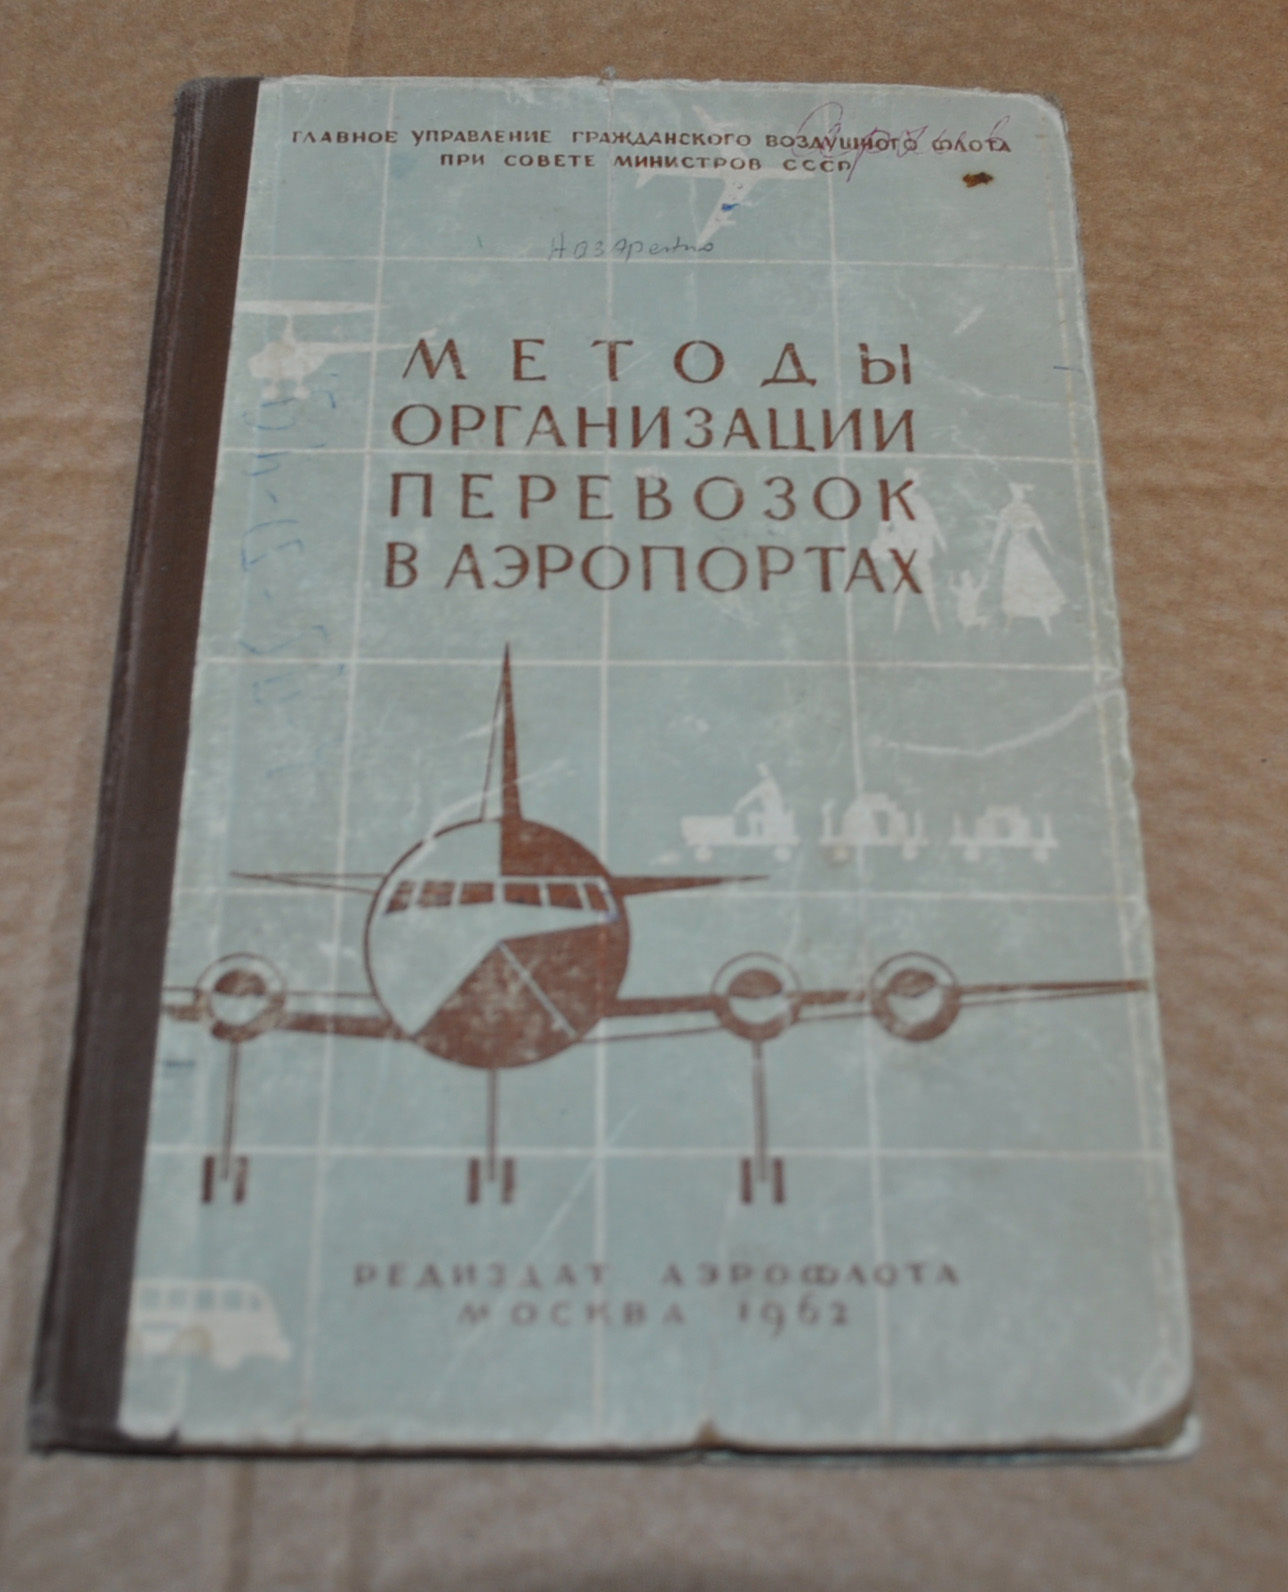 ГЛАВНОЕ УПРАВЛЕНИЕ ГРАЖДАНСКОГО ВОЗДУШНОГО ФЛОТА
ПРИ СОВЕТЕ МИНИСТРОВ СССР
МЕТОДЫ
ОРГАНИЗАЦИИ
ПЕРЕВОЗОК
В АЭРОПОРТАХ
РЕДИЗДАТ АЭРОФЛОТА
МОСКВА 1962